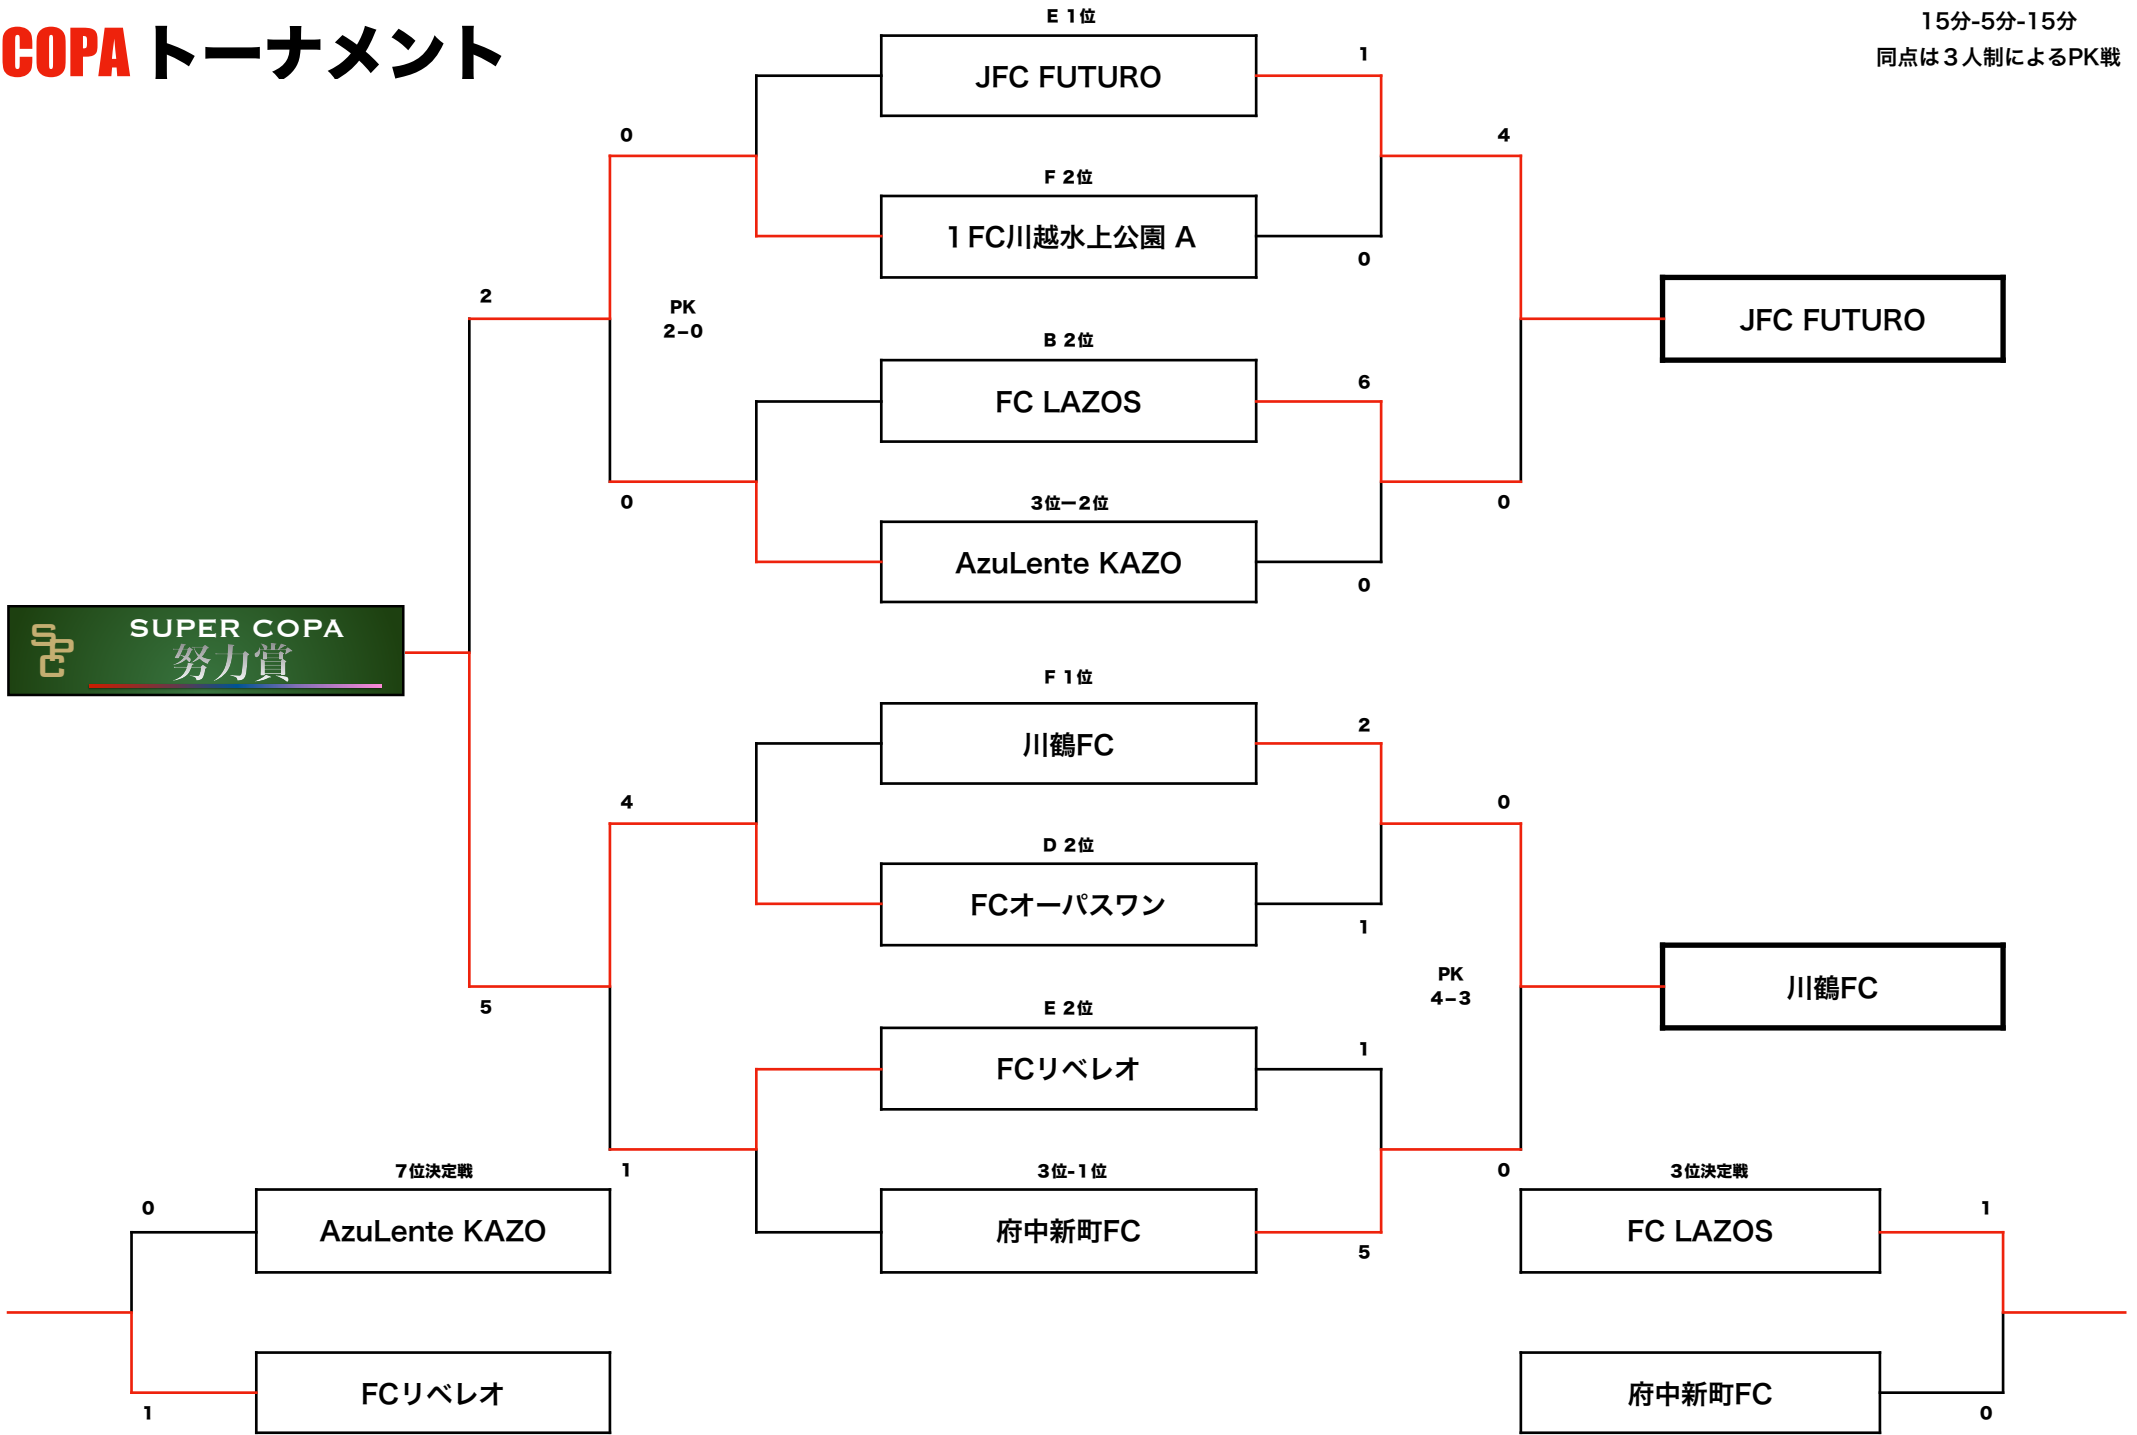 COPA トーナメント
15分-5分-15分
同点は３人制によるPK戦
E 1位
JFC FUTURO
1
0
4
F 2位
1 FC川越水上公園 A
0
2
PK
2-0
JFC FUTURO
B 2位
FC LAZOS
6
0
3位ー2位
0
AzuLente KAZO
0
SUPER COPA
努力賞
SPC
F 1位
川鶴FC
2
4
0
D 2位
FCオーパスワン
1
5
PK
4-3
川鶴FC
E 2位
FCリベレオ
1
1
3位-1位
0
府中新町FC
5
7位決定戦
0
AzuLente KAZO
FCリベレオ
1
3位決定戦
FC LAZOS
1
府中新町FC
0